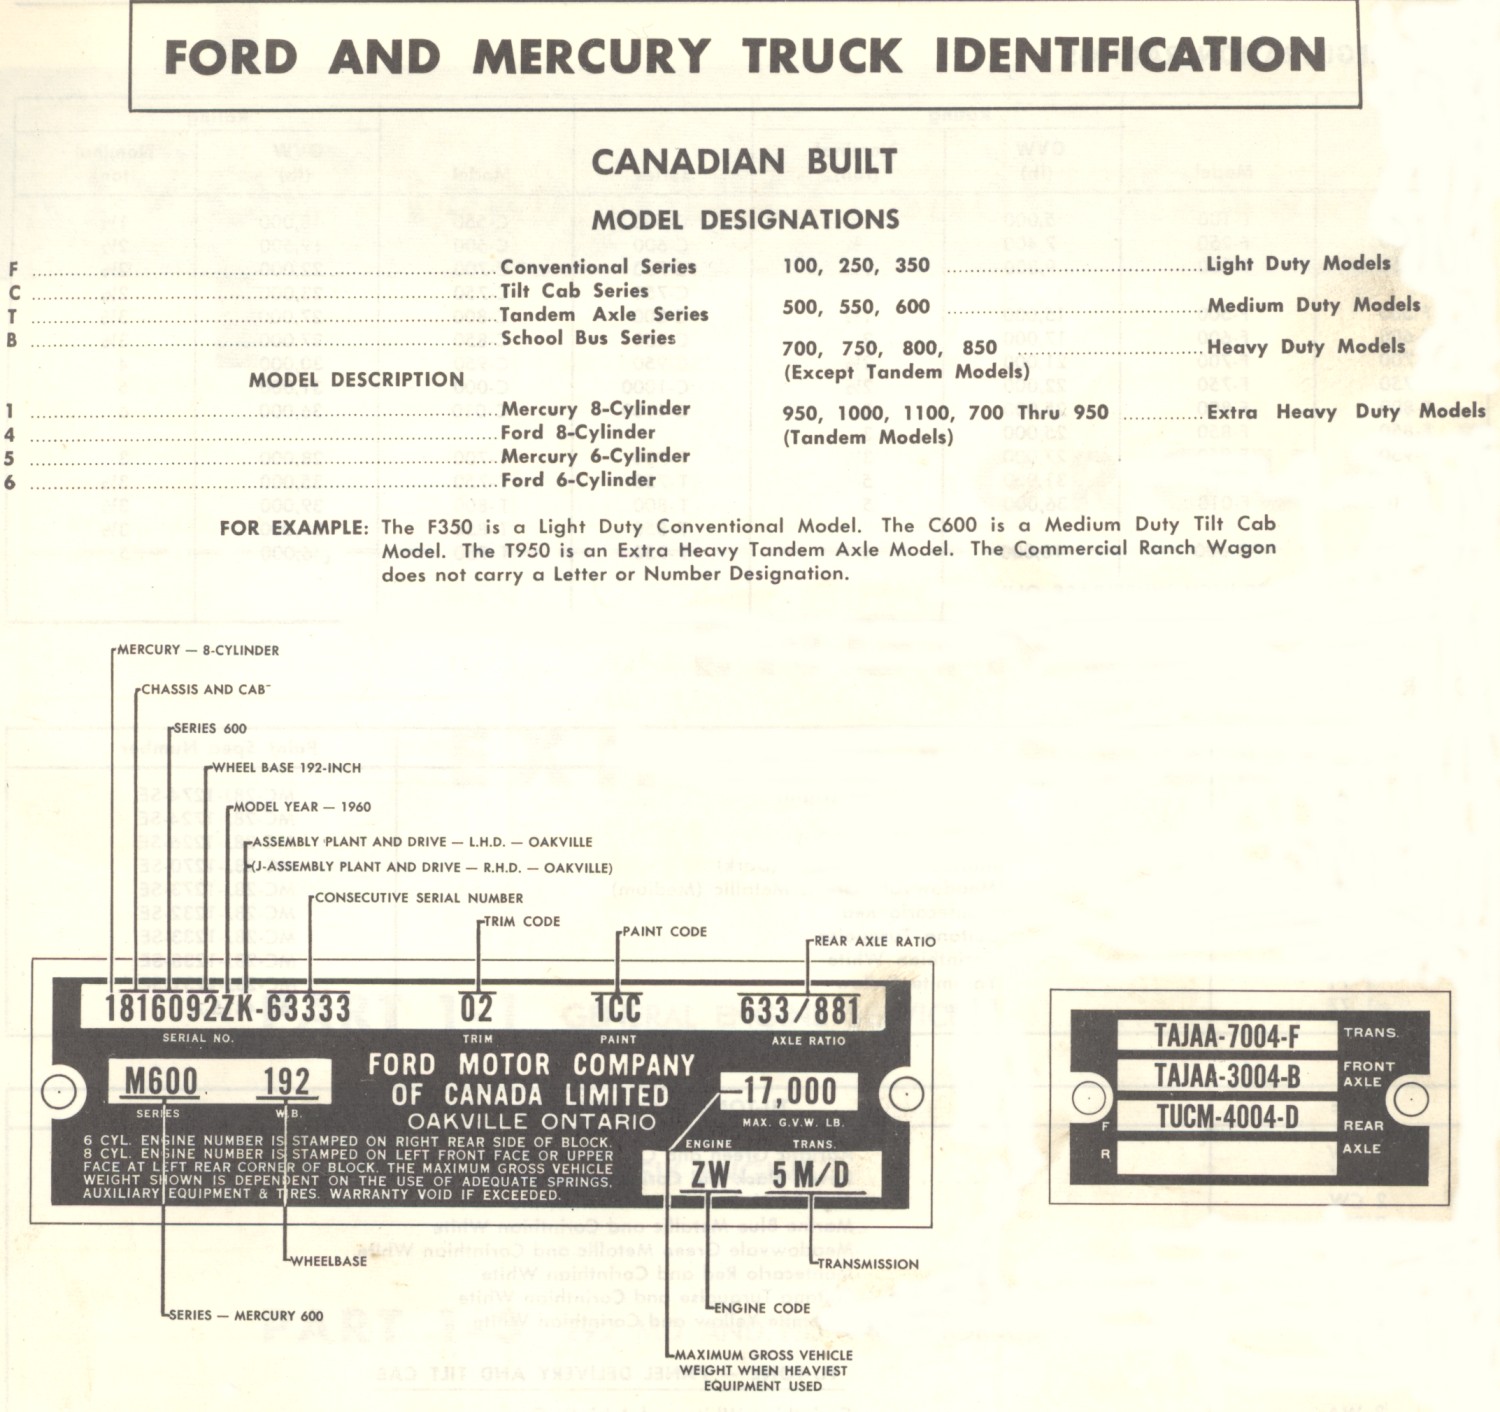 FORD AND MERCURY TRUCK IDENTIFICATION
CANADIAN BUILT
MODEL DESIGNATIONS
F ........ Conventional Series
C ........ Tilt Cab Series
T ........ Tandem Axle Series
B ........ School Bus Series
MODEL DESCRIPTION
1 ........ Mercury 8-Cylinder
4 ........ Ford 8-Cylinder
5 ........ Mercury 6-Cylinder
6 ........ Ford 6-Cylinder
100, 250, 350 ........ Light Duty Models
500, 550, 600 ........ Medium Duty Models
700, 750, 800, 850 ........ Heavy Duty Models
(Except Tandem Models)
950, 1000, 1100, 700 Thru 950 ........ Extra Heavy Duty Models
(Tandem Models)
FOR EXAMPLE: The F350 is a Light Duty Conventional Model. The C600 is a Medium Duty Tilt Cab
Model. The T950 is an Extra Heavy Tandem Axle Model. The Commercial Ranch Wagon
does not carry a Letter or Number Designation.
MERCURY — 8-CYLINDER
CHASSIS AND CAB
SERIES 600
WHEEL BASE 192-INCH
MODEL YEAR — 1960
ASSEMBLY PLANT AND DRIVE — L.H.D. — OAKVILLE
(J-ASSEMBLY PLANT AND DRIVE — R.H.D. — OAKVILLE)
CONSECUTIVE SERIAL NUMBER
TRIM CODE
PAINT CODE
REAR AXLE RATIO
1816092ZK-63333 02 1CC 633/881
SERIAL NO. TRIM PAINT AXLE RATIO
M600 192
SERIES W.B.
FORD MOTOR COMPANY
OF CANADA LIMITED
OAKVILLE ONTARIO
17,000
MAX. G.V.W. LB.
6 CYL. ENGINE NUMBER IS STAMPED ON RIGHT REAR SIDE OF BLOCK.
8 CYL. ENGINE NUMBER IS STAMPED ON LEFT FRONT FACE OR UPPER
FACE AT LEFT REAR CORNER OF BLOCK. THE MAXIMUM GROSS VEHICLE
WEIGHT SHOWN IS DEPENDENT ON THE USE OF ADEQUATE SPRINGS,
AUXILIARY EQUIPMENT & TIRES. WARRANTY VOID IF EXCEEDED.
ENGINE TRANS.
ZW 5M/D
WHEELBASE
SERIES — MERCURY 600
TRANSMISSION
ENGINE CODE
MAXIMUM GROSS VEHICLE
WEIGHT WHEN HEAVIEST
EQUIPMENT USED
TAJAA-7004-F TRANS.
TAJAA-3004-B FRONT
AXLE
F TUCM-4004-D REAR
R AXLE